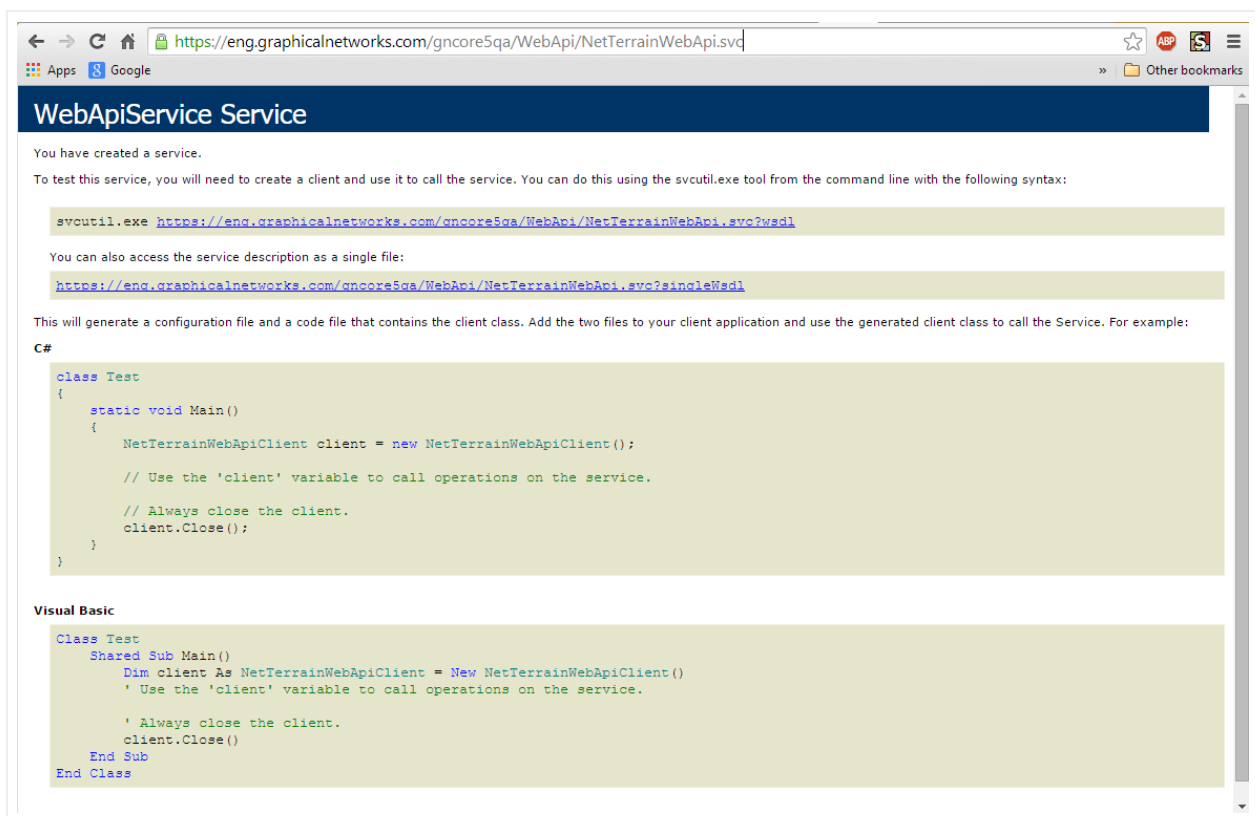 https://eng.graphicalnetworks.com/gncore5qa/WebApi/NetTerrainWebApi.svc
ABP
S
Apps
8 Google
» Other bookmarks
WebApiService Service
You have created a service.
To test this service, you will need to create a client and use it to call the service. You can do this using the svcutil.exe tool from the command line with the following syntax:
svcutil.exe https://eng.graphicalnetworks.com/gncore5qa/WebApi/NetTerrainWebApi.svc?wsdl
You can also access the service description as a single file:
https://eng.graphicalnetworks.com/gncore5qa/WebApi/NetTerrainWebApi.svc?singleWsdl
This will generate a configuration file and a code file that contains the client class. Add the two files to your client application and use the generated client class to call the Service. For example:
C#
class Test
{
static void Main()
{
NetTerrainWebApiClient client = new NetTerrainWebApiClient();
// Use the 'client' variable to call operations on the service.
// Always close the client.
client.Close();
}
}
Visual Basic
Class Test
Shared Sub Main()
Dim client As NetTerrainWebApiClient = New NetTerrainWebApiClient()
' Use the 'client' variable to call operations on the service.
' Always close the client.
client.Close()
End Sub
End Class